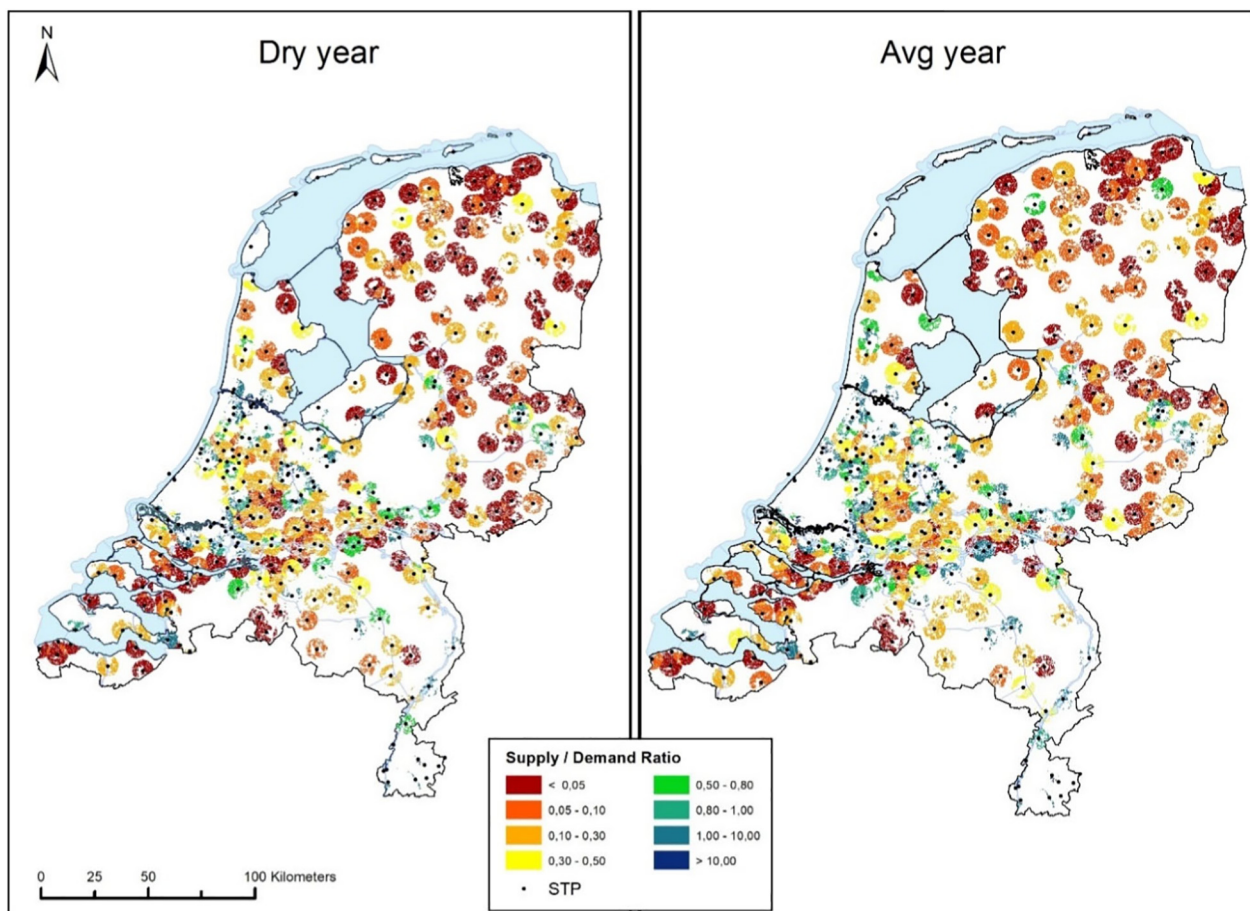 N
Dry year
Avg year
Supply / Demand Ratio
< 0,05
0,05 - 0,10
0,10 - 0,30
0,30 - 0,50
STP
0,50 - 0,80
0,80 - 1,00
1,00 - 10,00
> 10,00
0 25 50 100 Kilometers